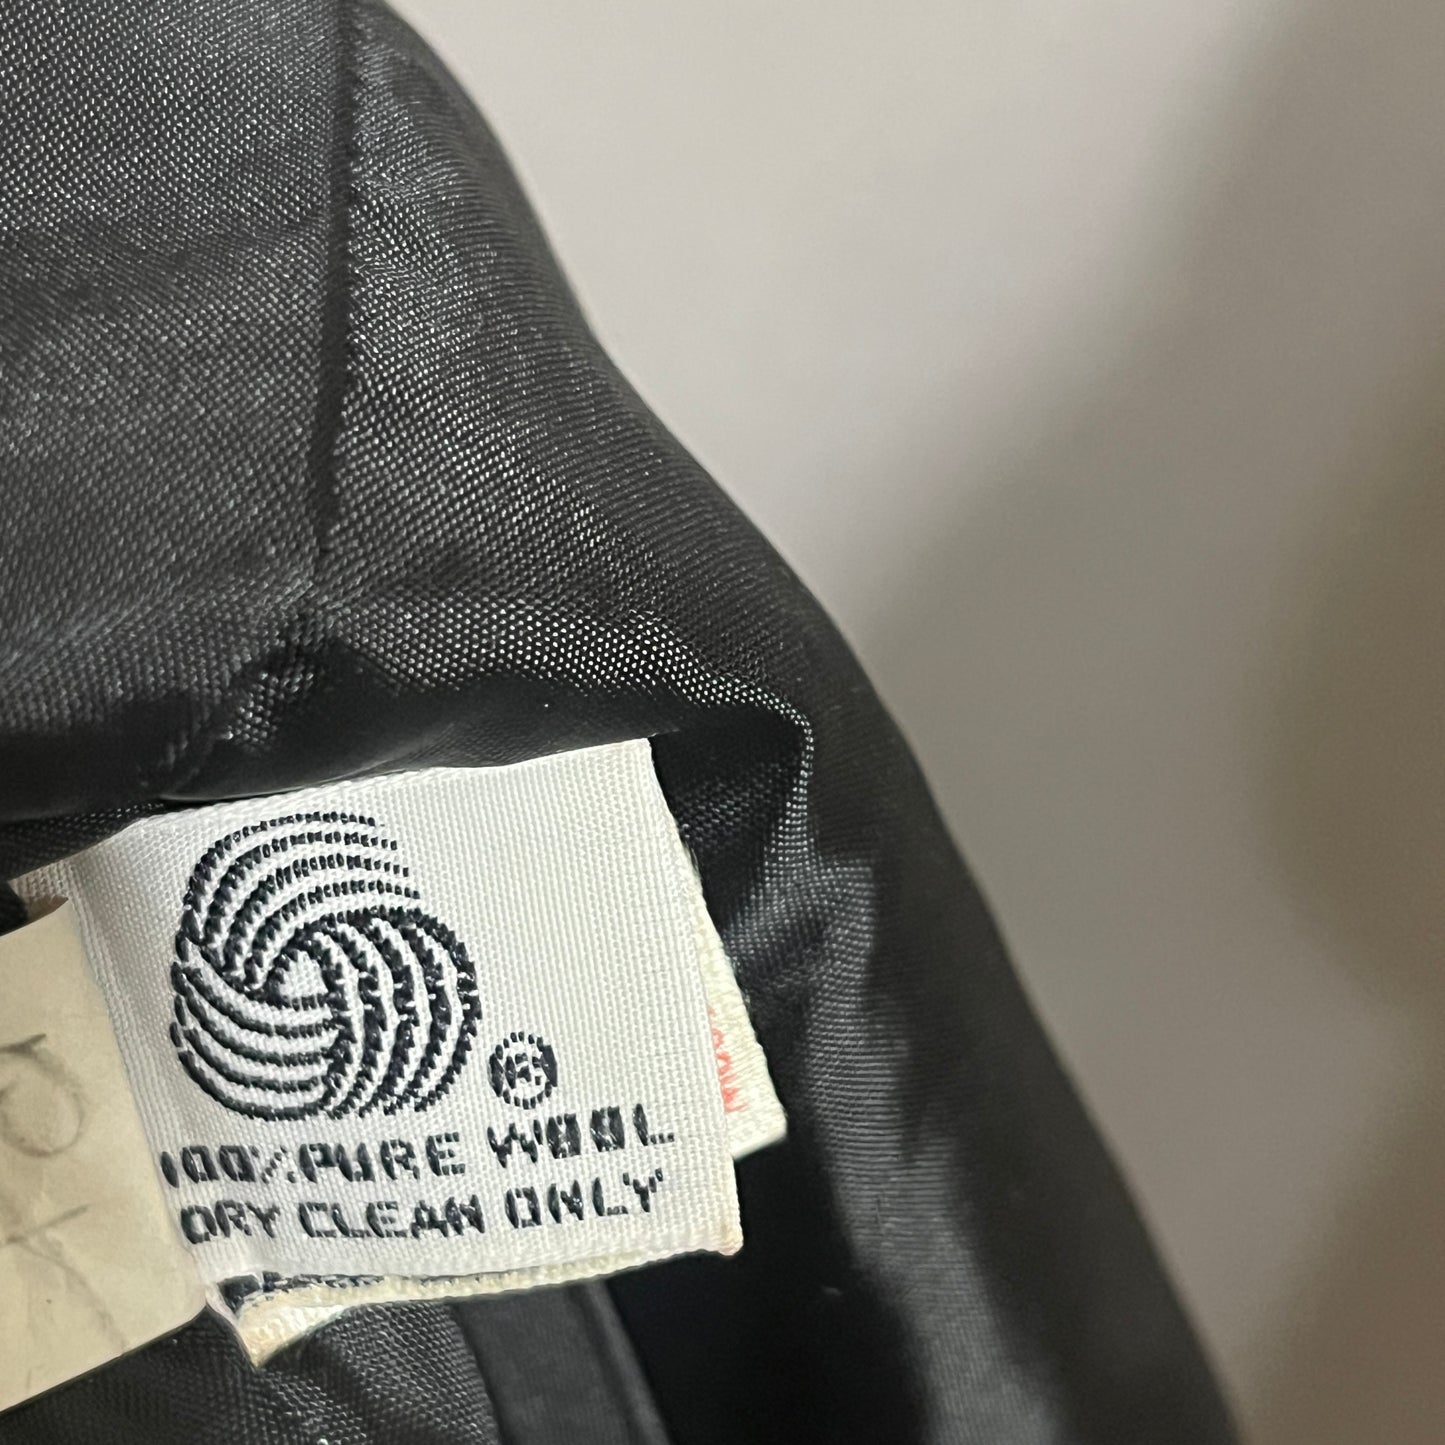 ®
100% PURE WOOL
DRY CLEAN ONLY